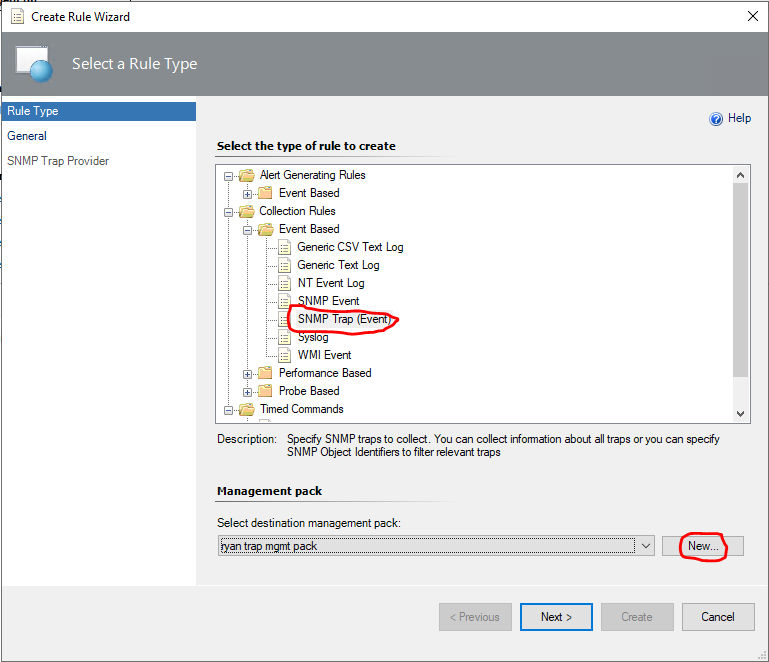 Create Rule Wizard
Select a Rule Type
Rule Type
General
SNMP Trap Provider
Help
Select the type of rule to create
Alert Generating Rules
Event Based
Collection Rules
Event Based
Generic CSV Text Log
Generic Text Log
NT Event Log
SNMP Event
SNMP Trap (Event)
Syslog
WMI Event
Performance Based
Probe Based
Timed Commands
Description: Specify SNMP traps to collect. You can collect information about all traps or you can specify
SNMP Object Identifiers to filter relevant traps
Management pack
Select destination management pack:
ryan trap mgmt pack
New...
< Previous
Next >
Create
Cancel